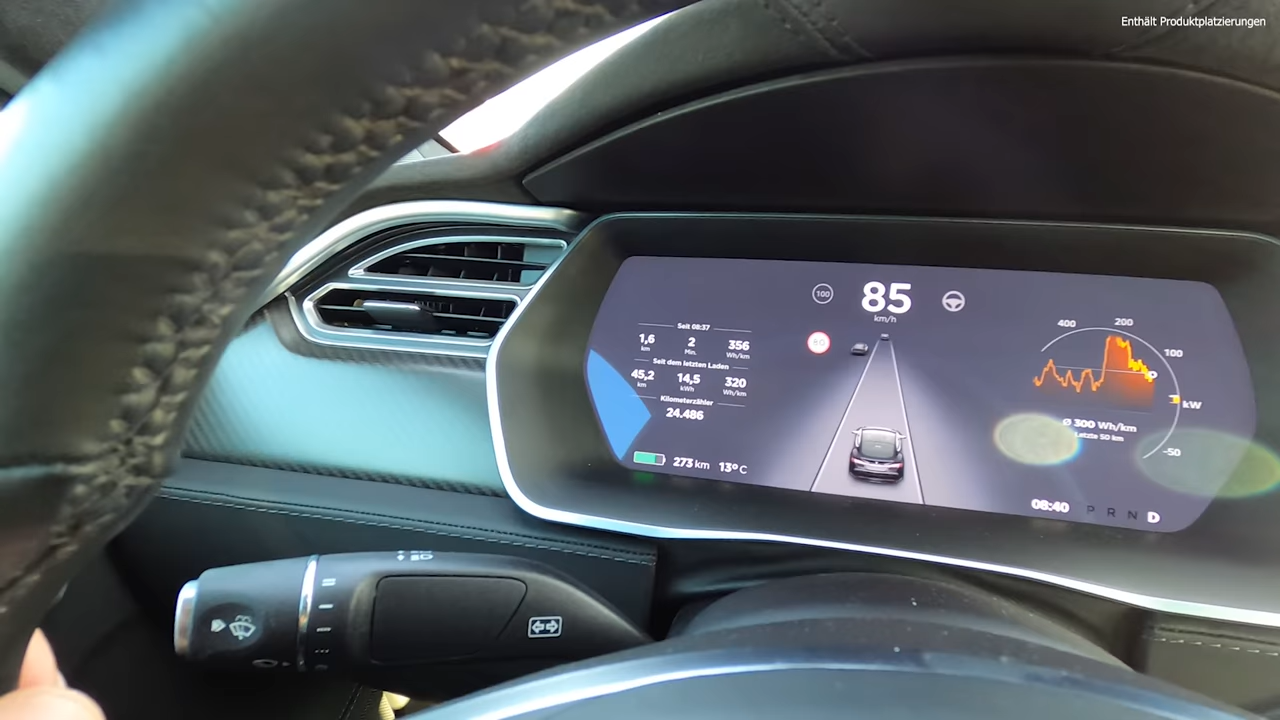 Enthält Produktplatzierungen
100
85
km/h
80
Seit 08:37
1,6 2 356
km Min. Wh/km
Seit dem letzten Laden
45,2 14,5 320
km kWh Wh/km
Kilometerzähler
24.486
273 km 13°C
400 200
100
kW
-50
Ø 300 Wh/km
Letzte 50 km
08:40 P R N D